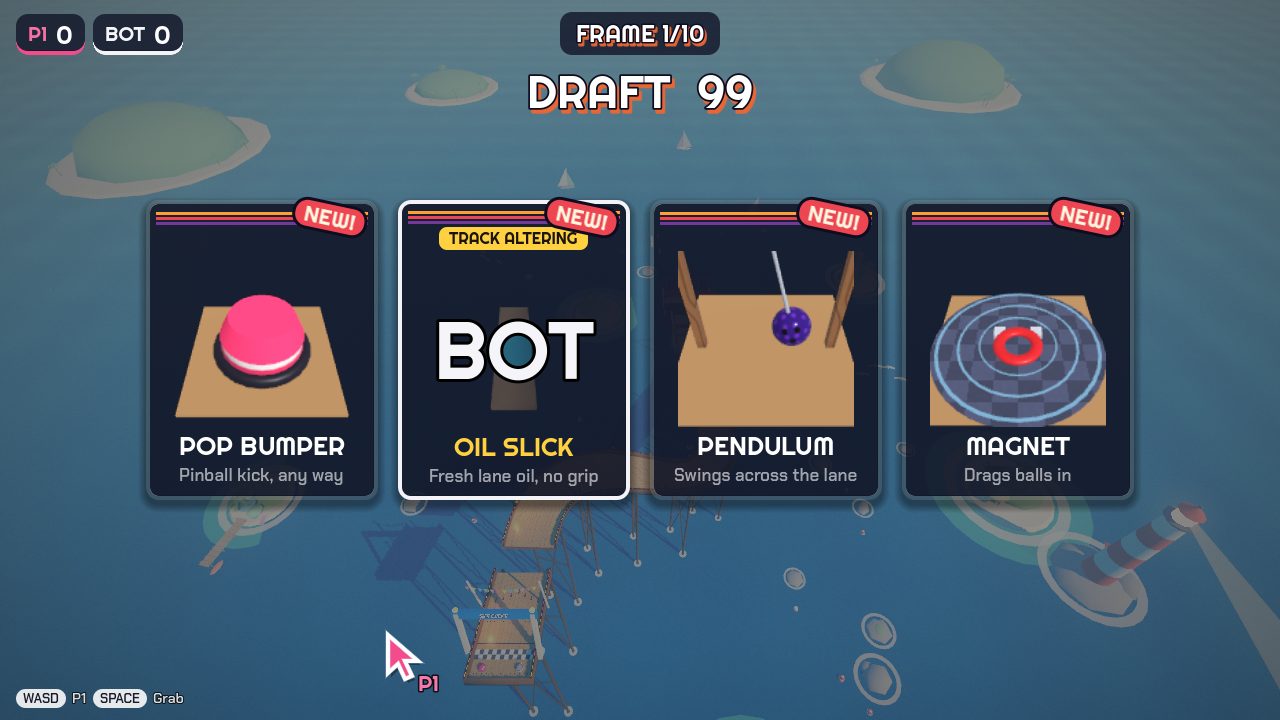 P1 0
BOT 0
FRAME 1/10
DRAFT 99
NEW!
POP BUMPER
Pinball kick, any way
NEW!
TRACK ALTERING
BOT
OIL SLICK
Fresh lane oil, no grip
NEW!
PENDULUM
Swings across the lane
NEW!
MAGNET
Drags balls in
P1
WASD P1 SPACE Grab